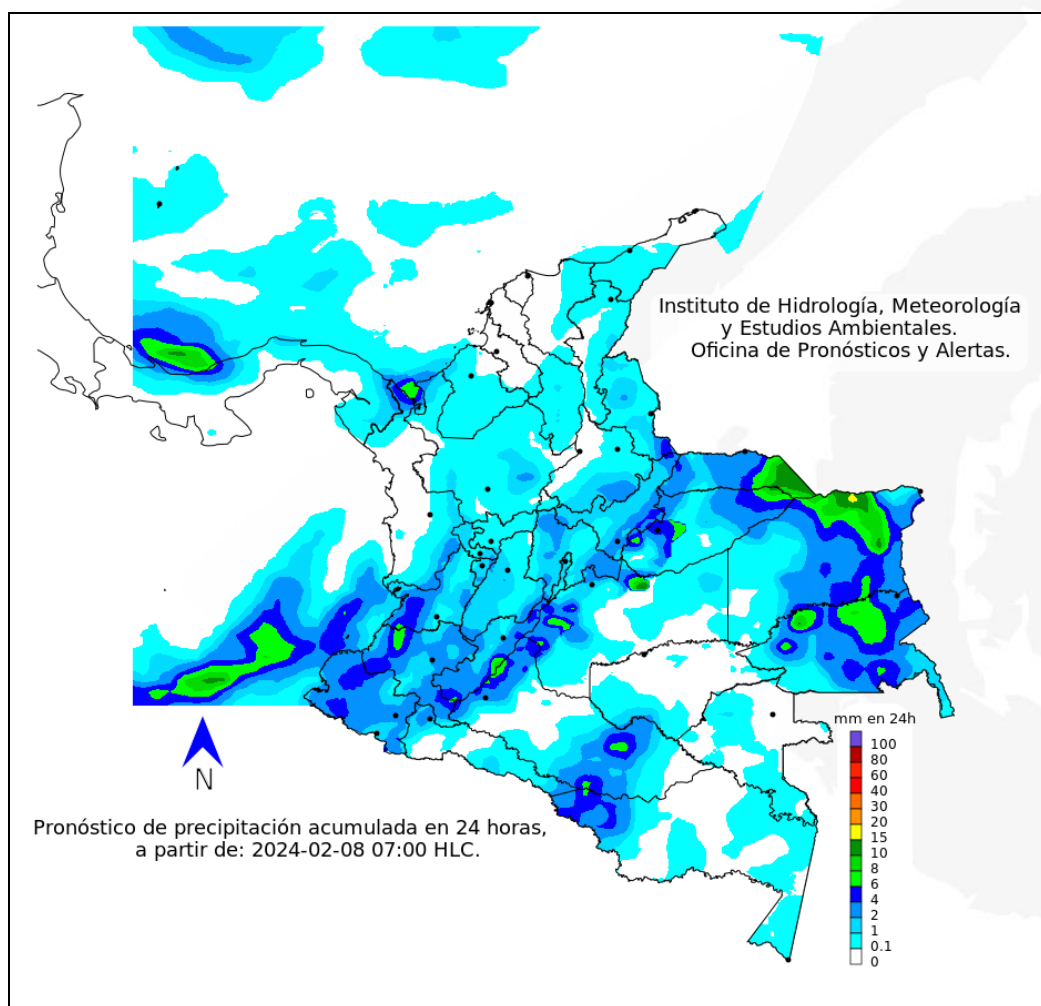 Instituto de Hidrología, Meteorología
y Estudios Ambientales.
Oficina de Pronósticos y Alertas.
mm en 24h
100
80
60
40
30
20
15
10
8
6
4
2
1
0.1
0
N
Pronóstico de precipitación acumulada en 24 horas,
a partir de: 2024-02-08 07:00 HLC.